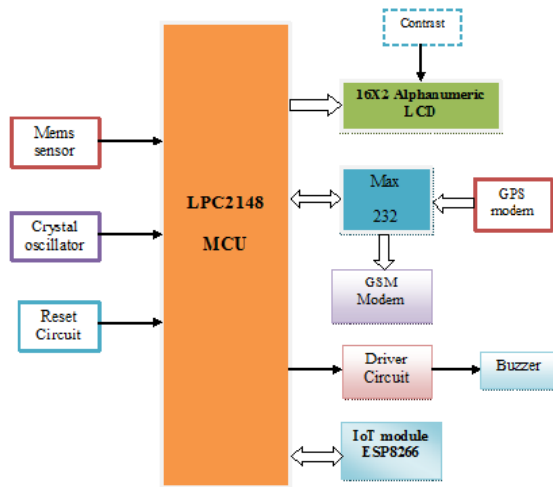 Contrast
16X2 Alphanumeric
LCD
Mems
sensor
Max
232
GPS
modem
LPC2148
MCU
Crystal
oscillator
GSM
Modem
Reset
Circuit
Driver
Circuit
Buzzer
IoT module
ESP8266